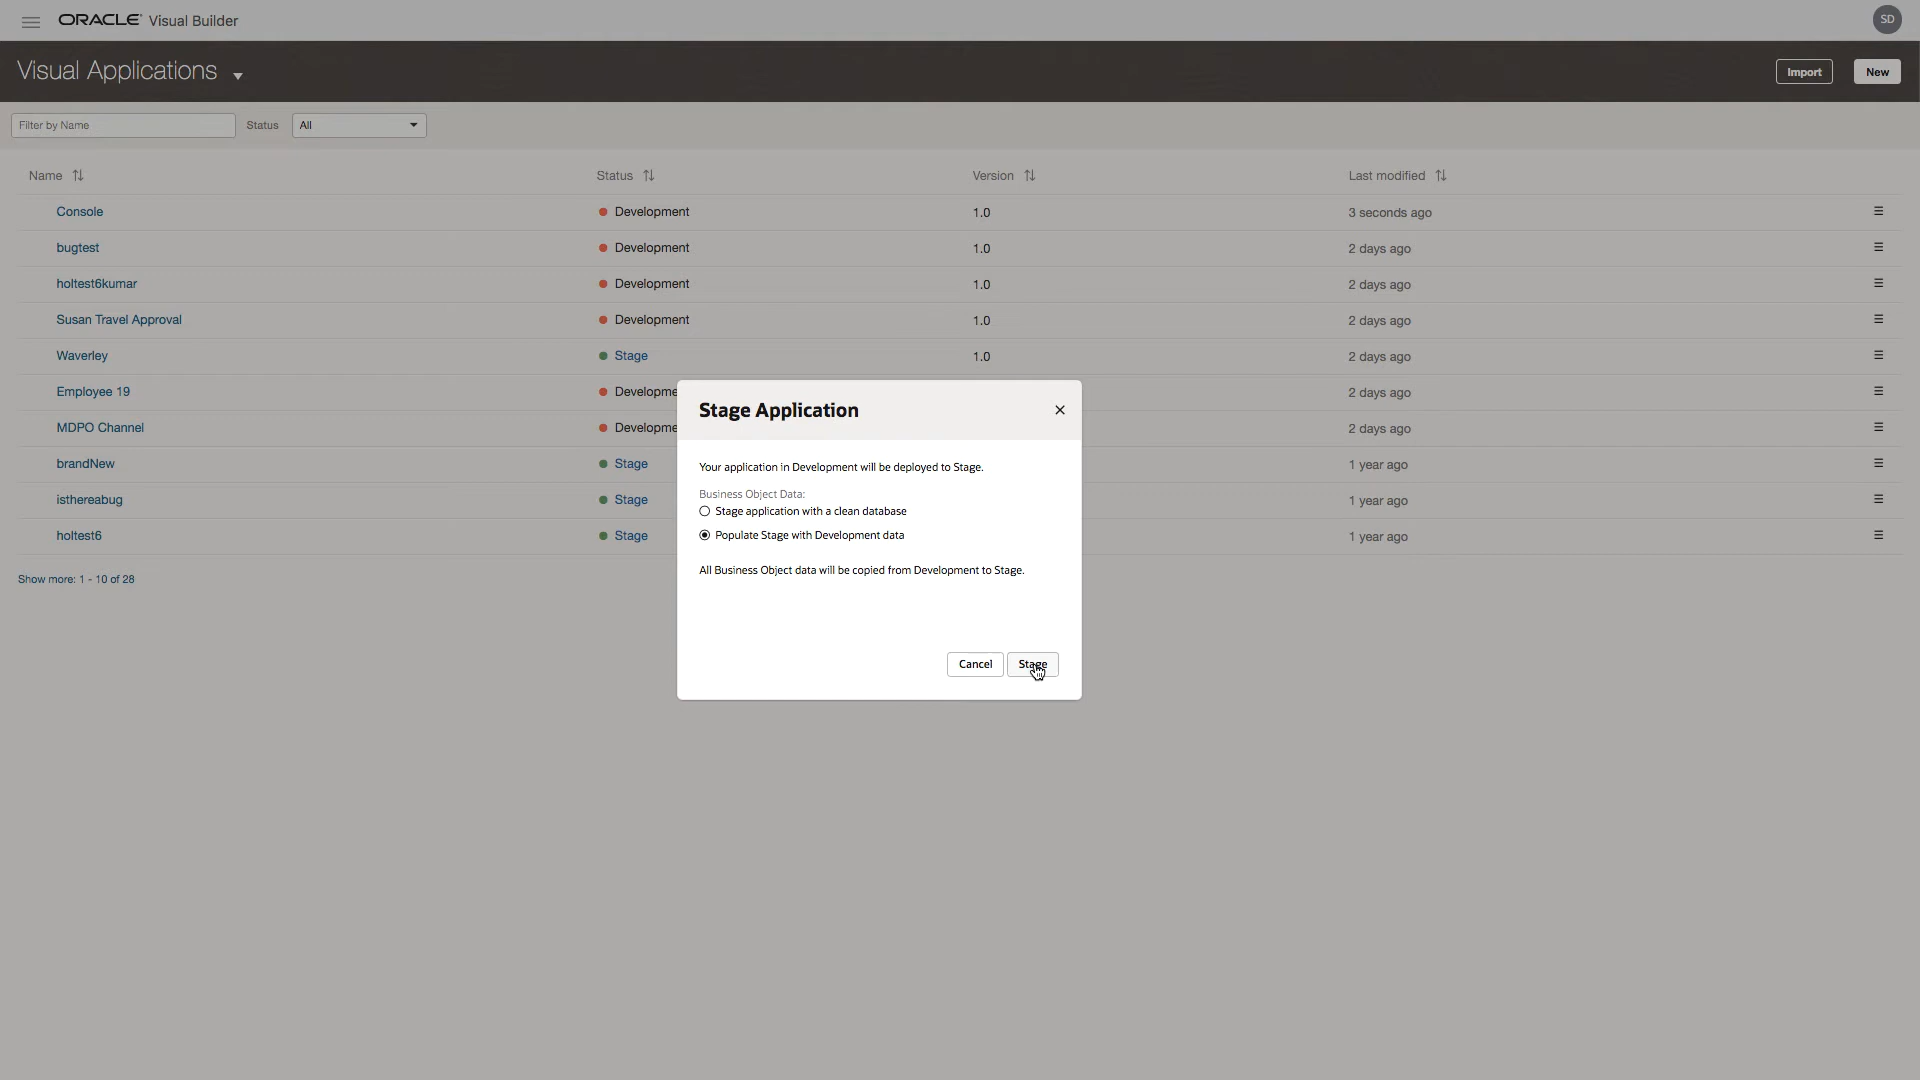 ORACLE Visual Builder
SD
Visual Applications
Import
New
Filter by Name
Status
All
Name
Status
Version
Last modified
Console Development 1.0 3 seconds ago
bugtest Development 1.0 2 days ago
holtest6kumar Development 1.0 2 days ago
Susan Travel Approval Development 1.0 2 days ago
Waverley Stage 1.0 2 days ago
Employee 19 Developme 2 days ago
MDPO Channel Developme 2 days ago
brandNew Stage 1 year ago
isthereabug Stage 1 year ago
holtest6 Stage 1 year ago
Show more: 1 - 10 of 28
Stage Application
Your application in Development will be deployed to Stage.
Business Object Data:
Stage application with a clean database
Populate Stage with Development data
All Business Object data will be copied from Development to Stage.
Cancel
Stage